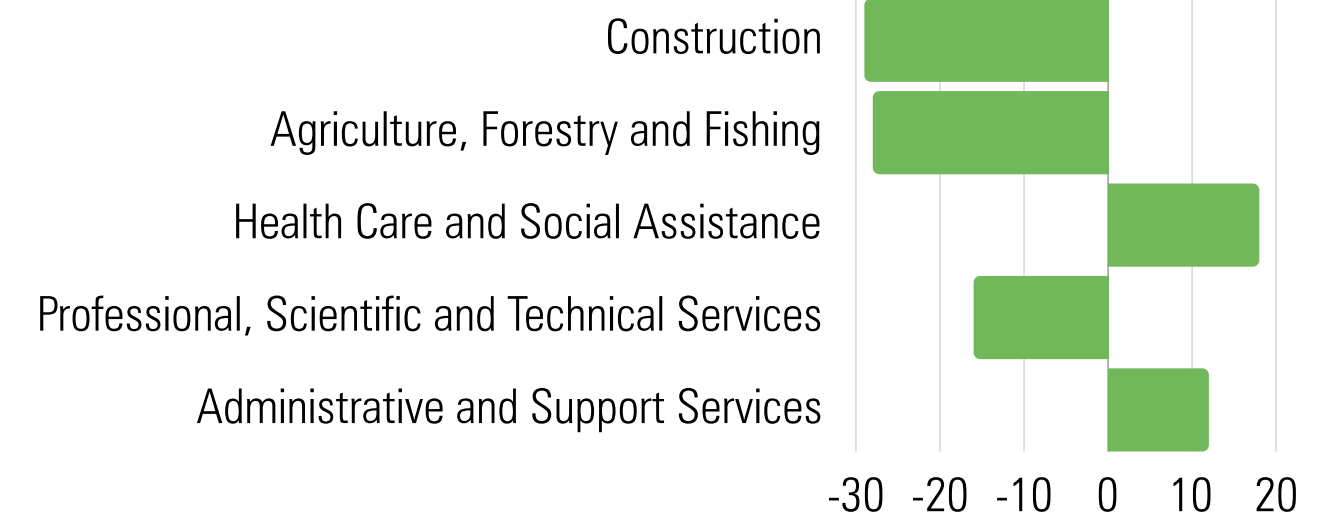 Construction
Agriculture, Forestry and Fishing
Health Care and Social Assistance
Professional, Scientific and Technical Services
Administrative and Support Services
-30 -20 -10 0 10 20